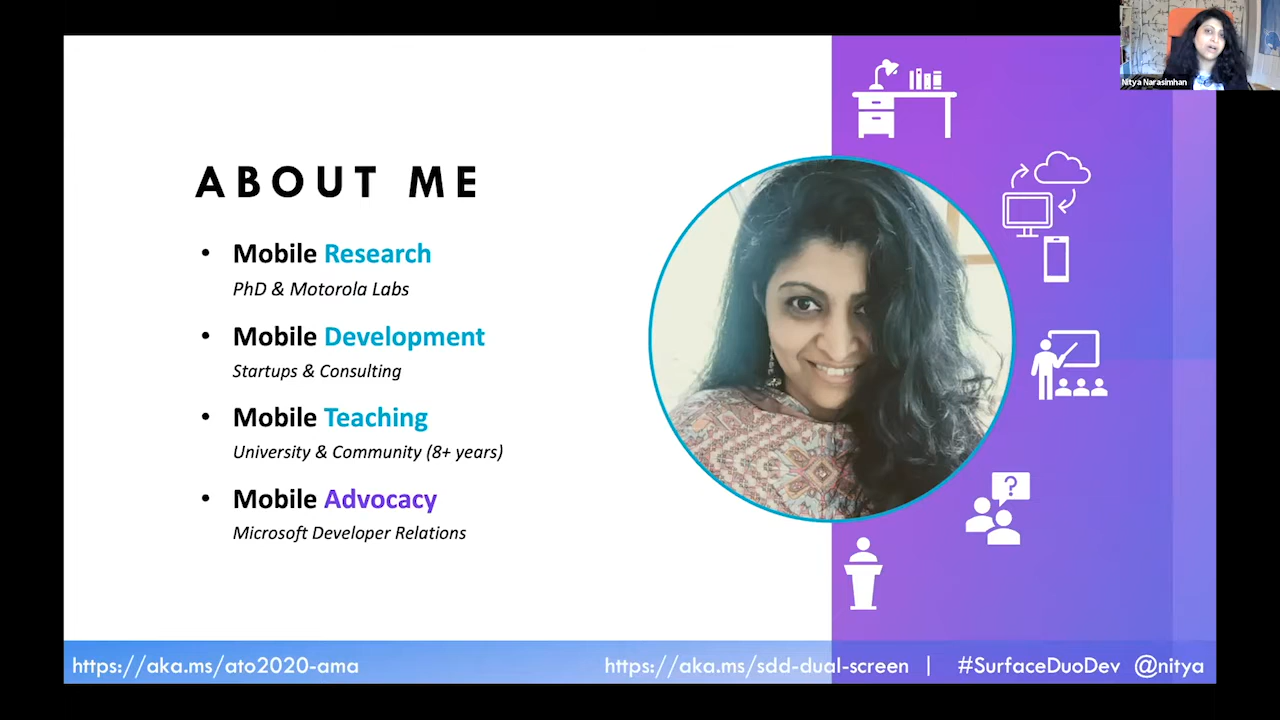 Nitya Narasimhan
ABOUT ME
• Mobile Research
PhD & Motorola Labs
• Mobile Development
Startups & Consulting
• Mobile Teaching
University & Community (8+ years)
• Mobile Advocacy
Microsoft Developer Relations
?
https://aka.ms/ato2020-ama
https://aka.ms/sdd-dual-screen | #SurfaceDuoDev @nitya